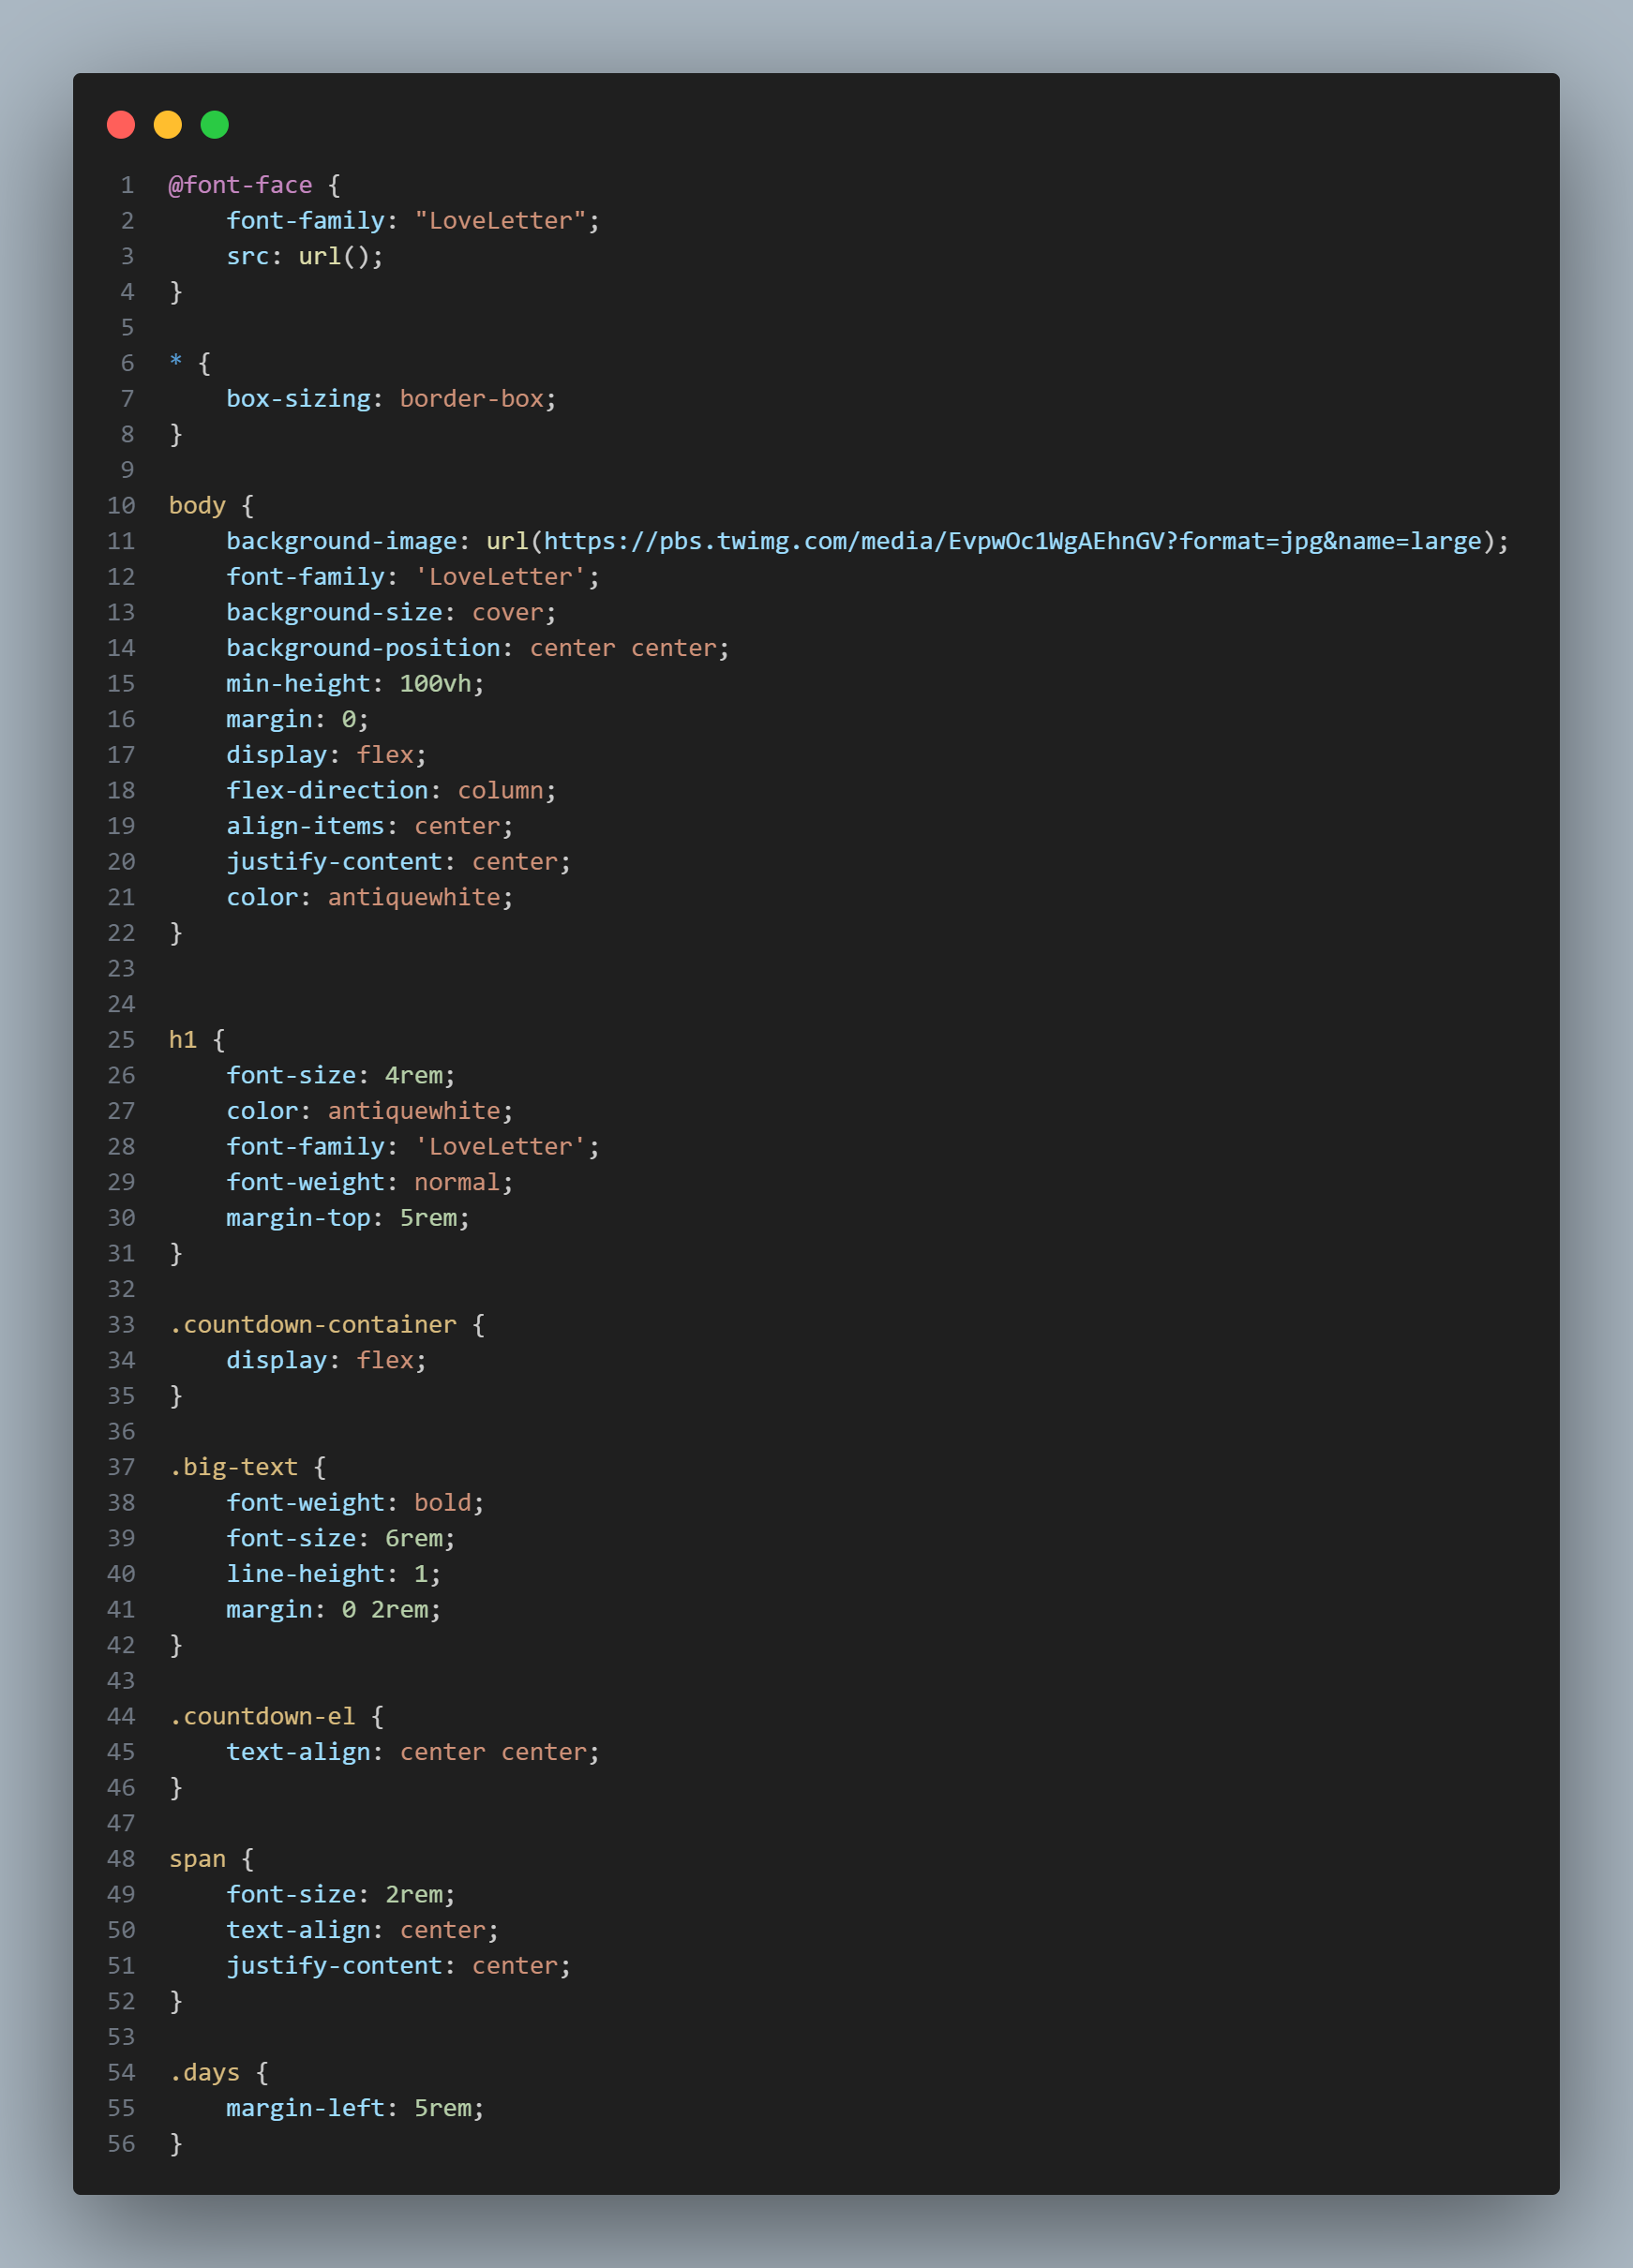 1 @font-face {
2 font-family: "LoveLetter";
3 src: url();
4 }
5
6 * {
7 box-sizing: border-box;
8 }
9
10 body {
11 background-image: url(https://pbs.twimg.com/media/EvpwOc1WgAEhnGV?format=jpg&name=large);
12 font-family: 'LoveLetter';
13 background-size: cover;
14 background-position: center center;
15 min-height: 100vh;
16 margin: 0;
17 display: flex;
18 flex-direction: column;
19 align-items: center;
20 justify-content: center;
21 color: antiquewhite;
22 }
23
24
25 h1 {
26 font-size: 4rem;
27 color: antiquewhite;
28 font-family: 'LoveLetter';
29 font-weight: normal;
30 margin-top: 5rem;
31 }
32
33 .countdown-container {
34 display: flex;
35 }
36
37 .big-text {
38 font-weight: bold;
39 font-size: 6rem;
40 line-height: 1;
41 margin: 0 2rem;
42 }
43
44 .countdown-el {
45 text-align: center center;
46 }
47
48 span {
49 font-size: 2rem;
50 text-align: center;
51 justify-content: center;
52 }
53
54 .days {
55 margin-left: 5rem;
56 }